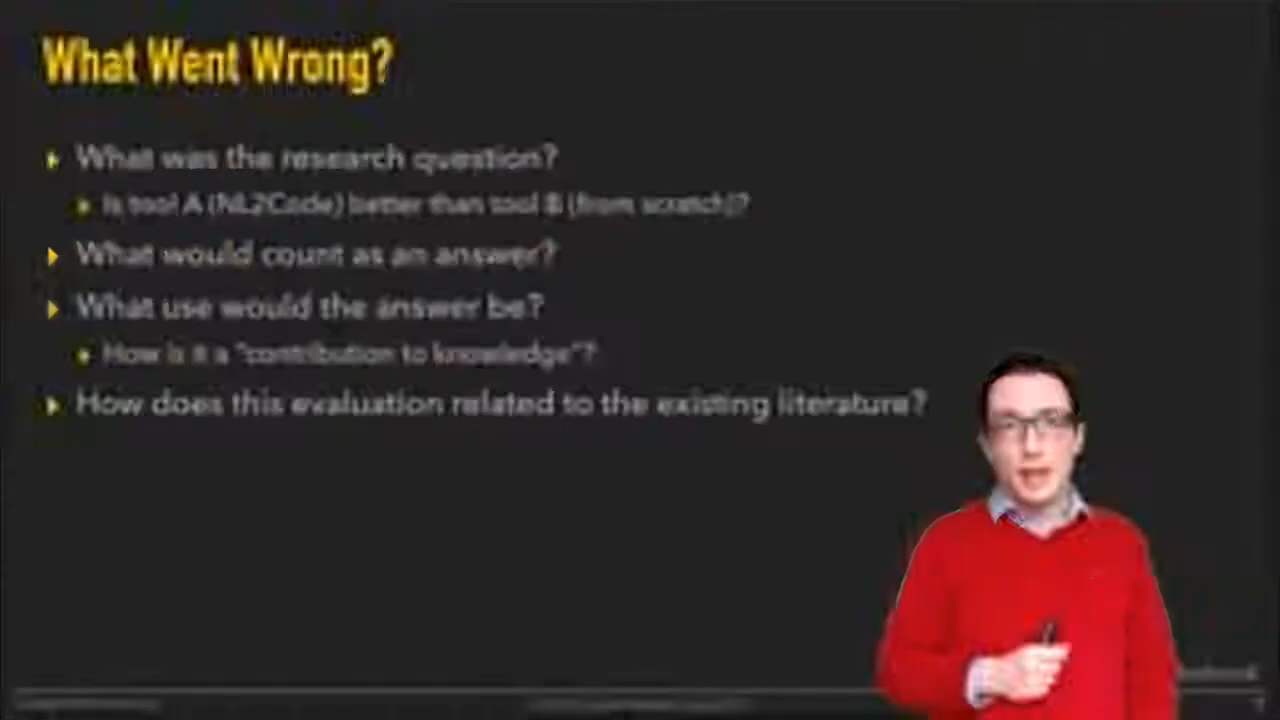 What Went Wrong?
What was the research question?
Is tool A (NL2Code) better than tool B (from scratch)?
What would count as an answer?
What use would the answer be?
How is it a "contribution to knowledge"?
How does this evaluation related to the existing literature?